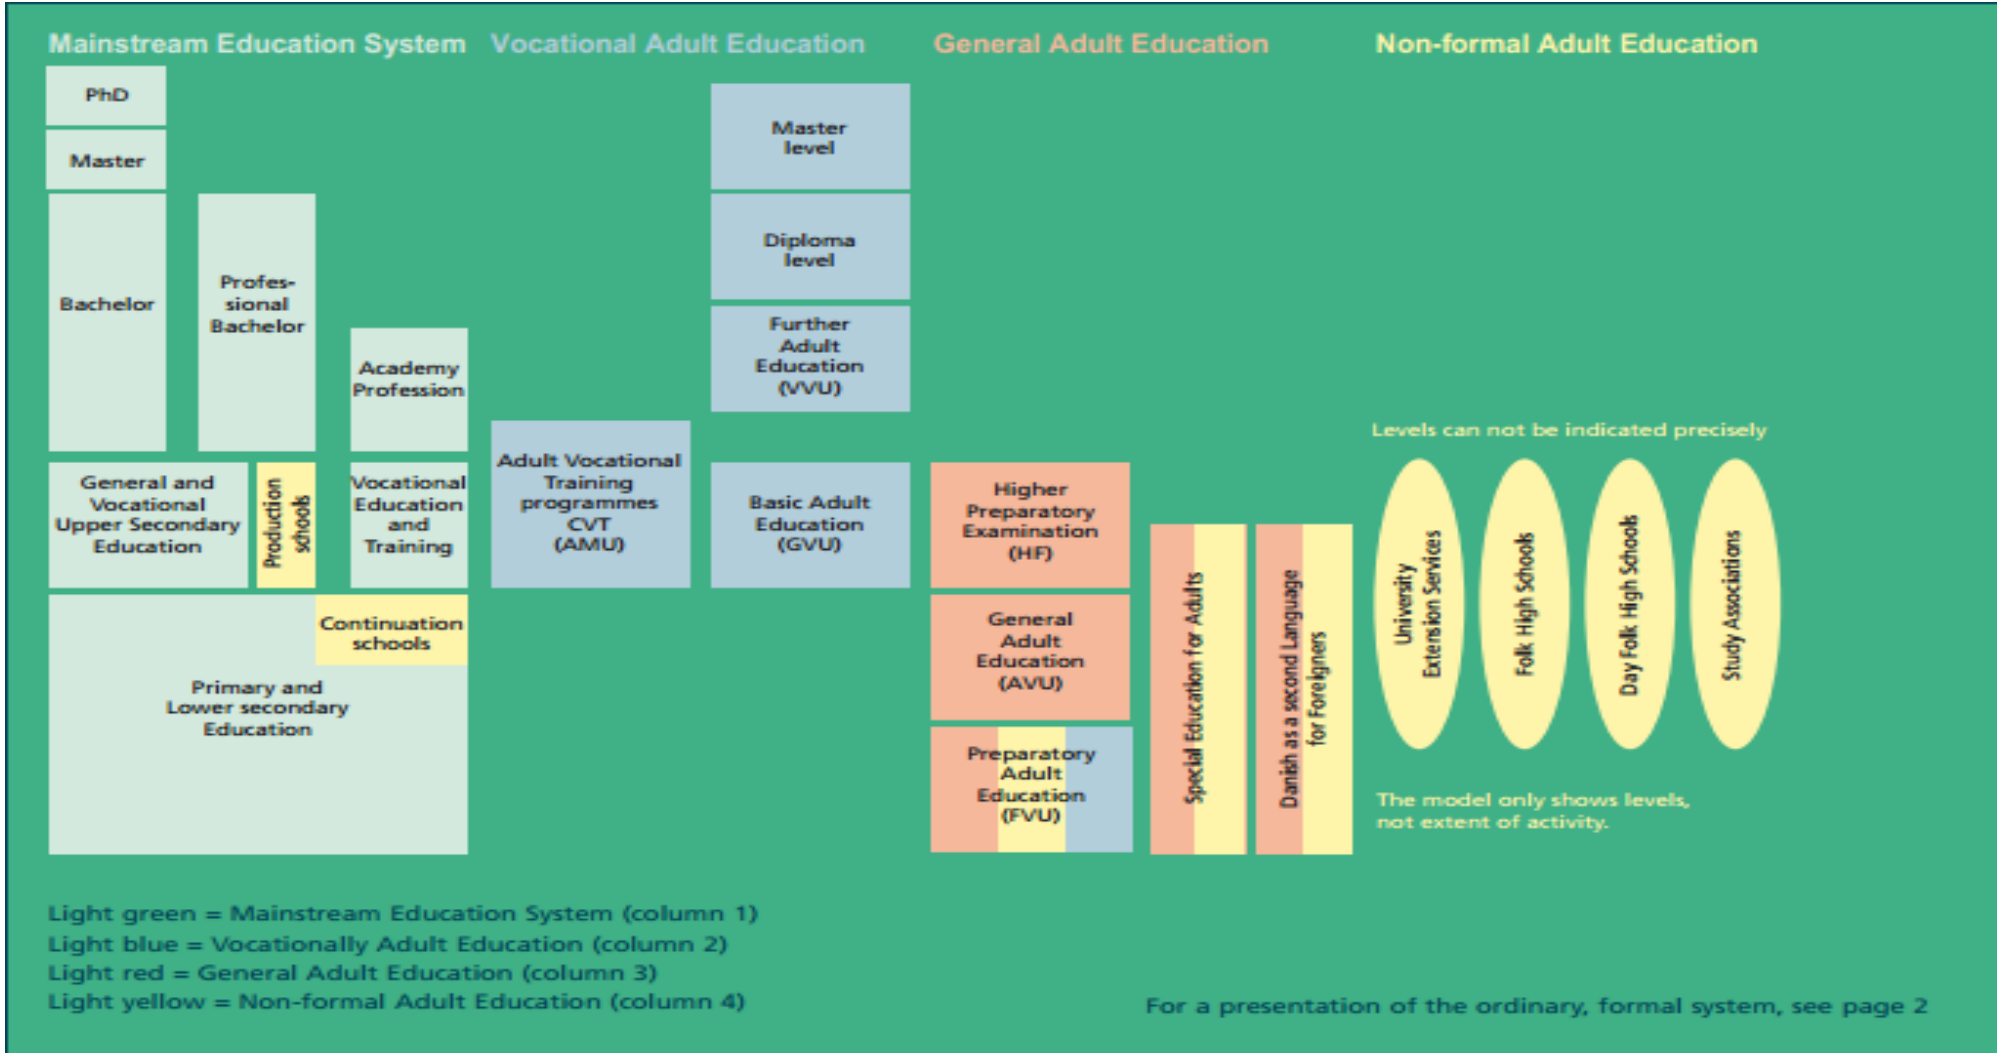 Mainstream Education System
Vocational Adult Education
General Adult Education
Non-formal Adult Education
PhD
Master
Bachelor
Profes-
sional
Bachelor
Academy
Profession
General and
Vocational
Upper Secondary
Education
Production
schools
Vocational
Education
and
Training
Continuation
schools
Primary and
Lower secondary
Education
Master
level
Diploma
level
Further
Adult
Education
(VVU)
Adult Vocational
Training
programmes
CVT
(AMU)
Basic Adult
Education
(GVU)
Higher
Preparatory
Examination
(HF)
General
Adult
Education
(AVU)
Preparatory
Adult
Education
(FVU)
Special Education for Adults
Danish as a second Language
for Foreigners
Levels can not be indicated precisely
University
Extension Services
Folk High Schools
Day Folk High Schools
Study Associations
The model only shows levels,
not extent of activity.
Light green = Mainstream Education System (column 1)
Light blue = Vocationally Adult Education (column 2)
Light red = General Adult Education (column 3)
Light yellow = Non-formal Adult Education (column 4)
For a presentation of the ordinary, formal system, see page 2